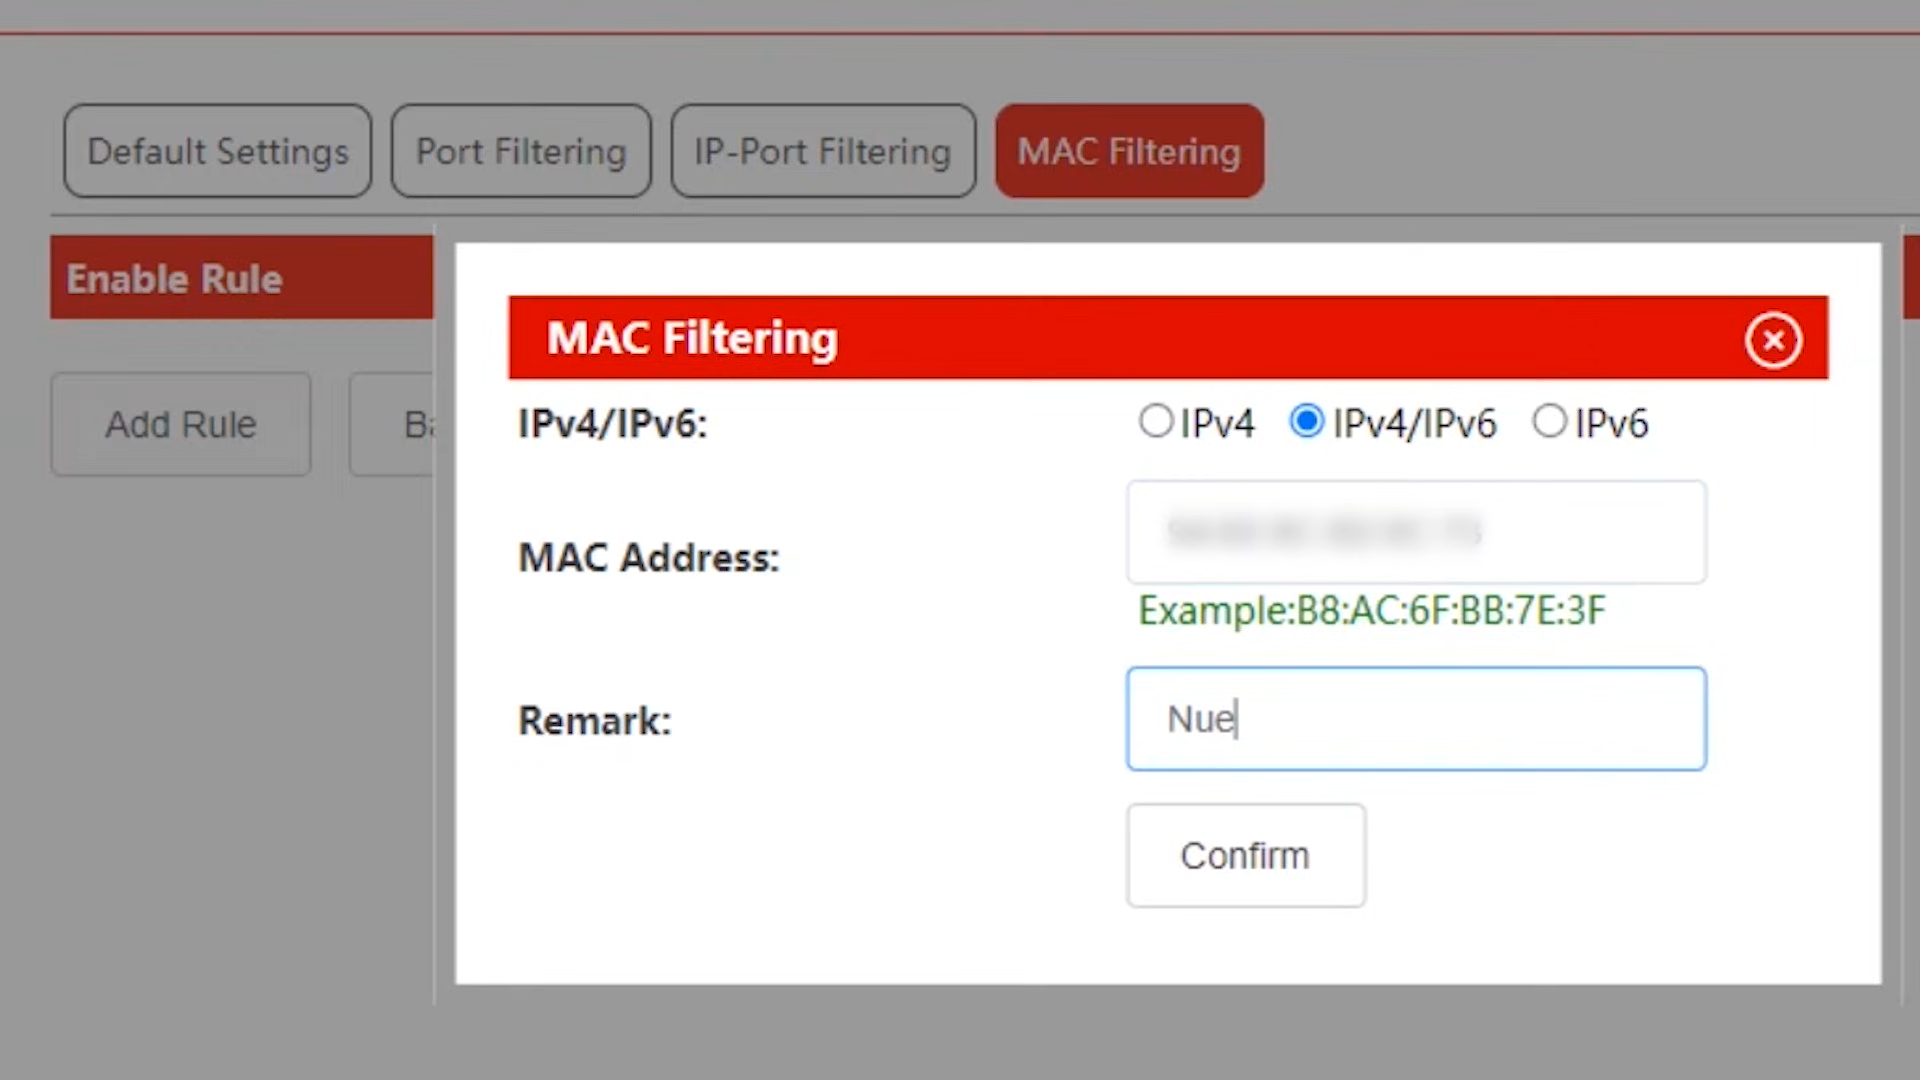 Default Settings
Port Filtering
IP-Port Filtering
MAC Filtering
Enable Rule
Add Rule
MAC Filtering
IPv4/IPv6:
IPv4
IPv4/IPv6
IPv6
MAC Address:
Example:B8:AC:6F:BB:7E:3F
Remark:
Nue
Confirm